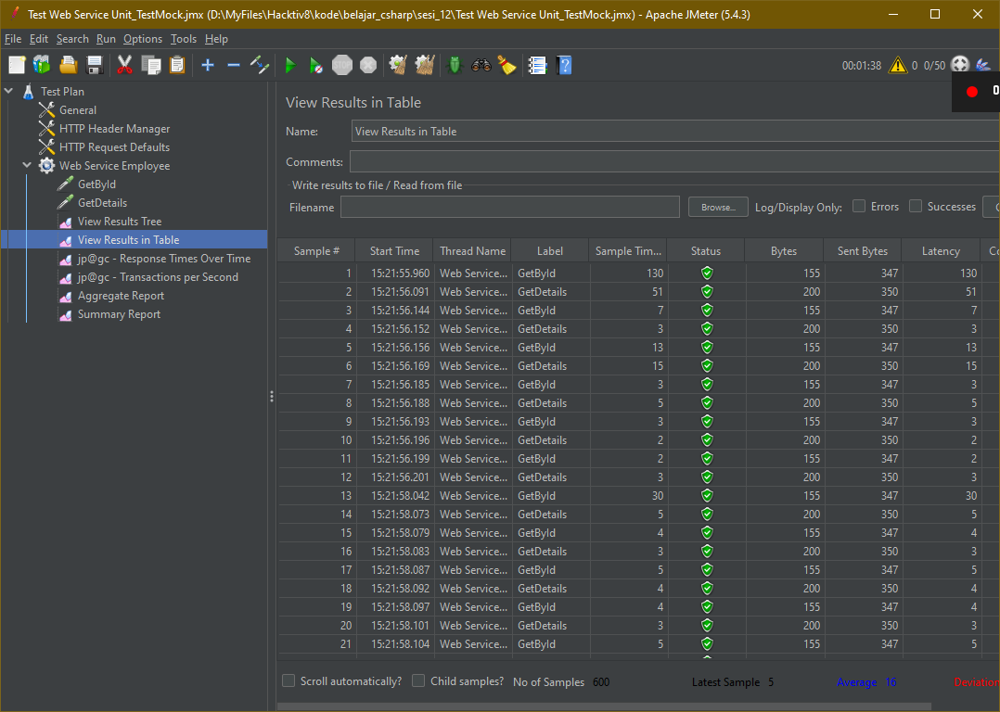 Test Web Service Unit_TestMock.jmx (D:\MyFiles\Hacktiv8\kode\belajar_csharp\sesi_12\Test Web Service Unit_TestMock.jmx) - Apache JMeter (5.4.3)
File Edit Search Run Options Tools Help
STOP 00:01:38 0 0/50
0
Test Plan
General
HTTP Header Manager
HTTP Request Defaults
Web Service Employee
GetById
GetDetails
View Results Tree
View Results in Table
jp@gc - Response Times Over Time
jp@gc - Transactions per Second
Aggregate Report
Summary Report
View Results in Table
Name: View Results in Table
Comments:
Write results to file / Read from file
Filename Browse... Log/Display Only: Errors Successes
Sample # Start Time Thread Name Label Sample Tim... Status Bytes Sent Bytes Latency Co
1 15:21:55.960 Web Service... GetById 130 155 347 130
2 15:21:56.091 Web Service... GetDetails 51 200 350 51
3 15:21:56.144 Web Service... GetById 7 155 347 7
4 15:21:56.152 Web Service... GetDetails 3 200 350 3
5 15:21:56.156 Web Service... GetById 13 155 347 13
6 15:21:56.169 Web Service... GetDetails 15 200 350 15
7 15:21:56.185 Web Service... GetById 3 155 347 3
8 15:21:56.188 Web Service... GetDetails 5 200 350 5
9 15:21:56.193 Web Service... GetById 3 155 347 3
10 15:21:56.196 Web Service... GetDetails 2 200 350 2
11 15:21:56.199 Web Service... GetById 2 155 347 2
12 15:21:56.201 Web Service... GetDetails 3 200 350 3
13 15:21:58.042 Web Service... GetById 30 155 347 30
14 15:21:58.073 Web Service... GetDetails 5 200 350 5
15 15:21:58.079 Web Service... GetById 4 155 347 4
16 15:21:58.083 Web Service... GetDetails 3 200 350 3
17 15:21:58.087 Web Service... GetById 5 155 347 5
18 15:21:58.092 Web Service... GetDetails 4 200 350 4
19 15:21:58.097 Web Service... GetById 4 155 347 4
20 15:21:58.101 Web Service... GetDetails 3 200 350 3
21 15:21:58.104 Web Service... GetById 5 155 347 5
Scroll automatically? Child samples? No of Samples 600 Latest Sample 5 Average 16 Deviation